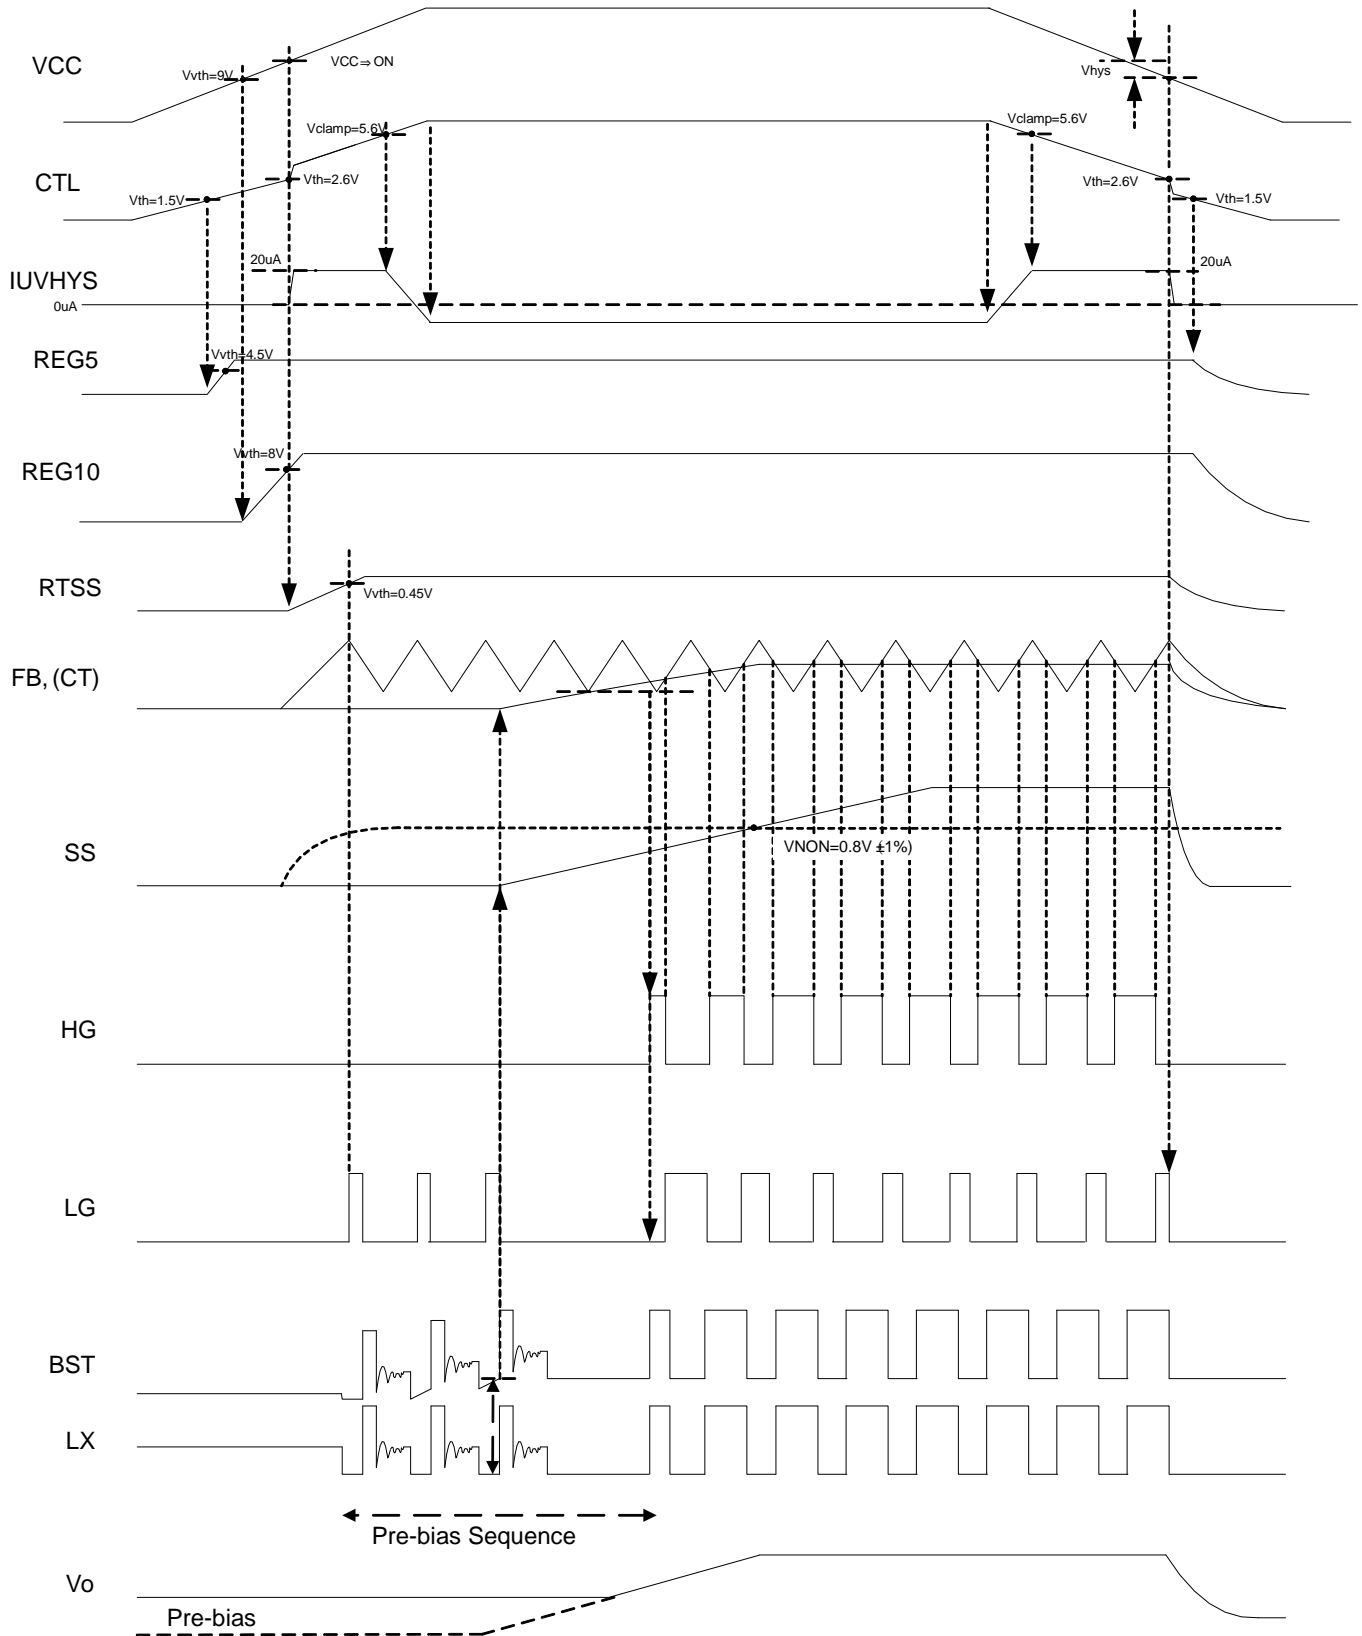 VCC
Vvth=9V
VCC⇒ON
Vhys
Vclamp=5.6V
Vclamp=5.6V
CTL
Vth=1.5V
Vth=2.6V
Vth=2.6V
Vth=1.5V
IUVHYS
20uA
20uA
0uA
REG5
Vvth=4.5V
REG10
Vvth=8V
RTSS
Vvth=0.45V
FB, (CT)
SS
VNON=0.8V ±1%)
HG
LG
BST
LX
Pre-bias Sequence
Vo
Pre-bias